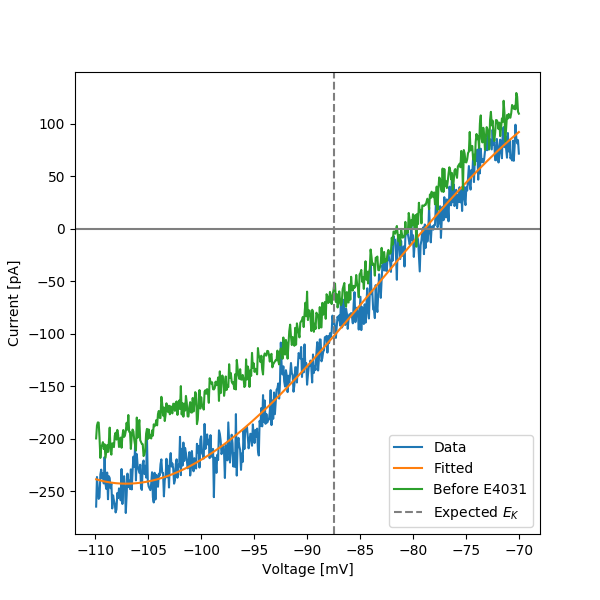 100
50
0
−50
−100
−150
−200
−250
Current [pA]
−110 −105 −100 −95 −90 −85 −80 −75 −70
Voltage [mV]
Data
Fitted
Before E4031
Expected E_K